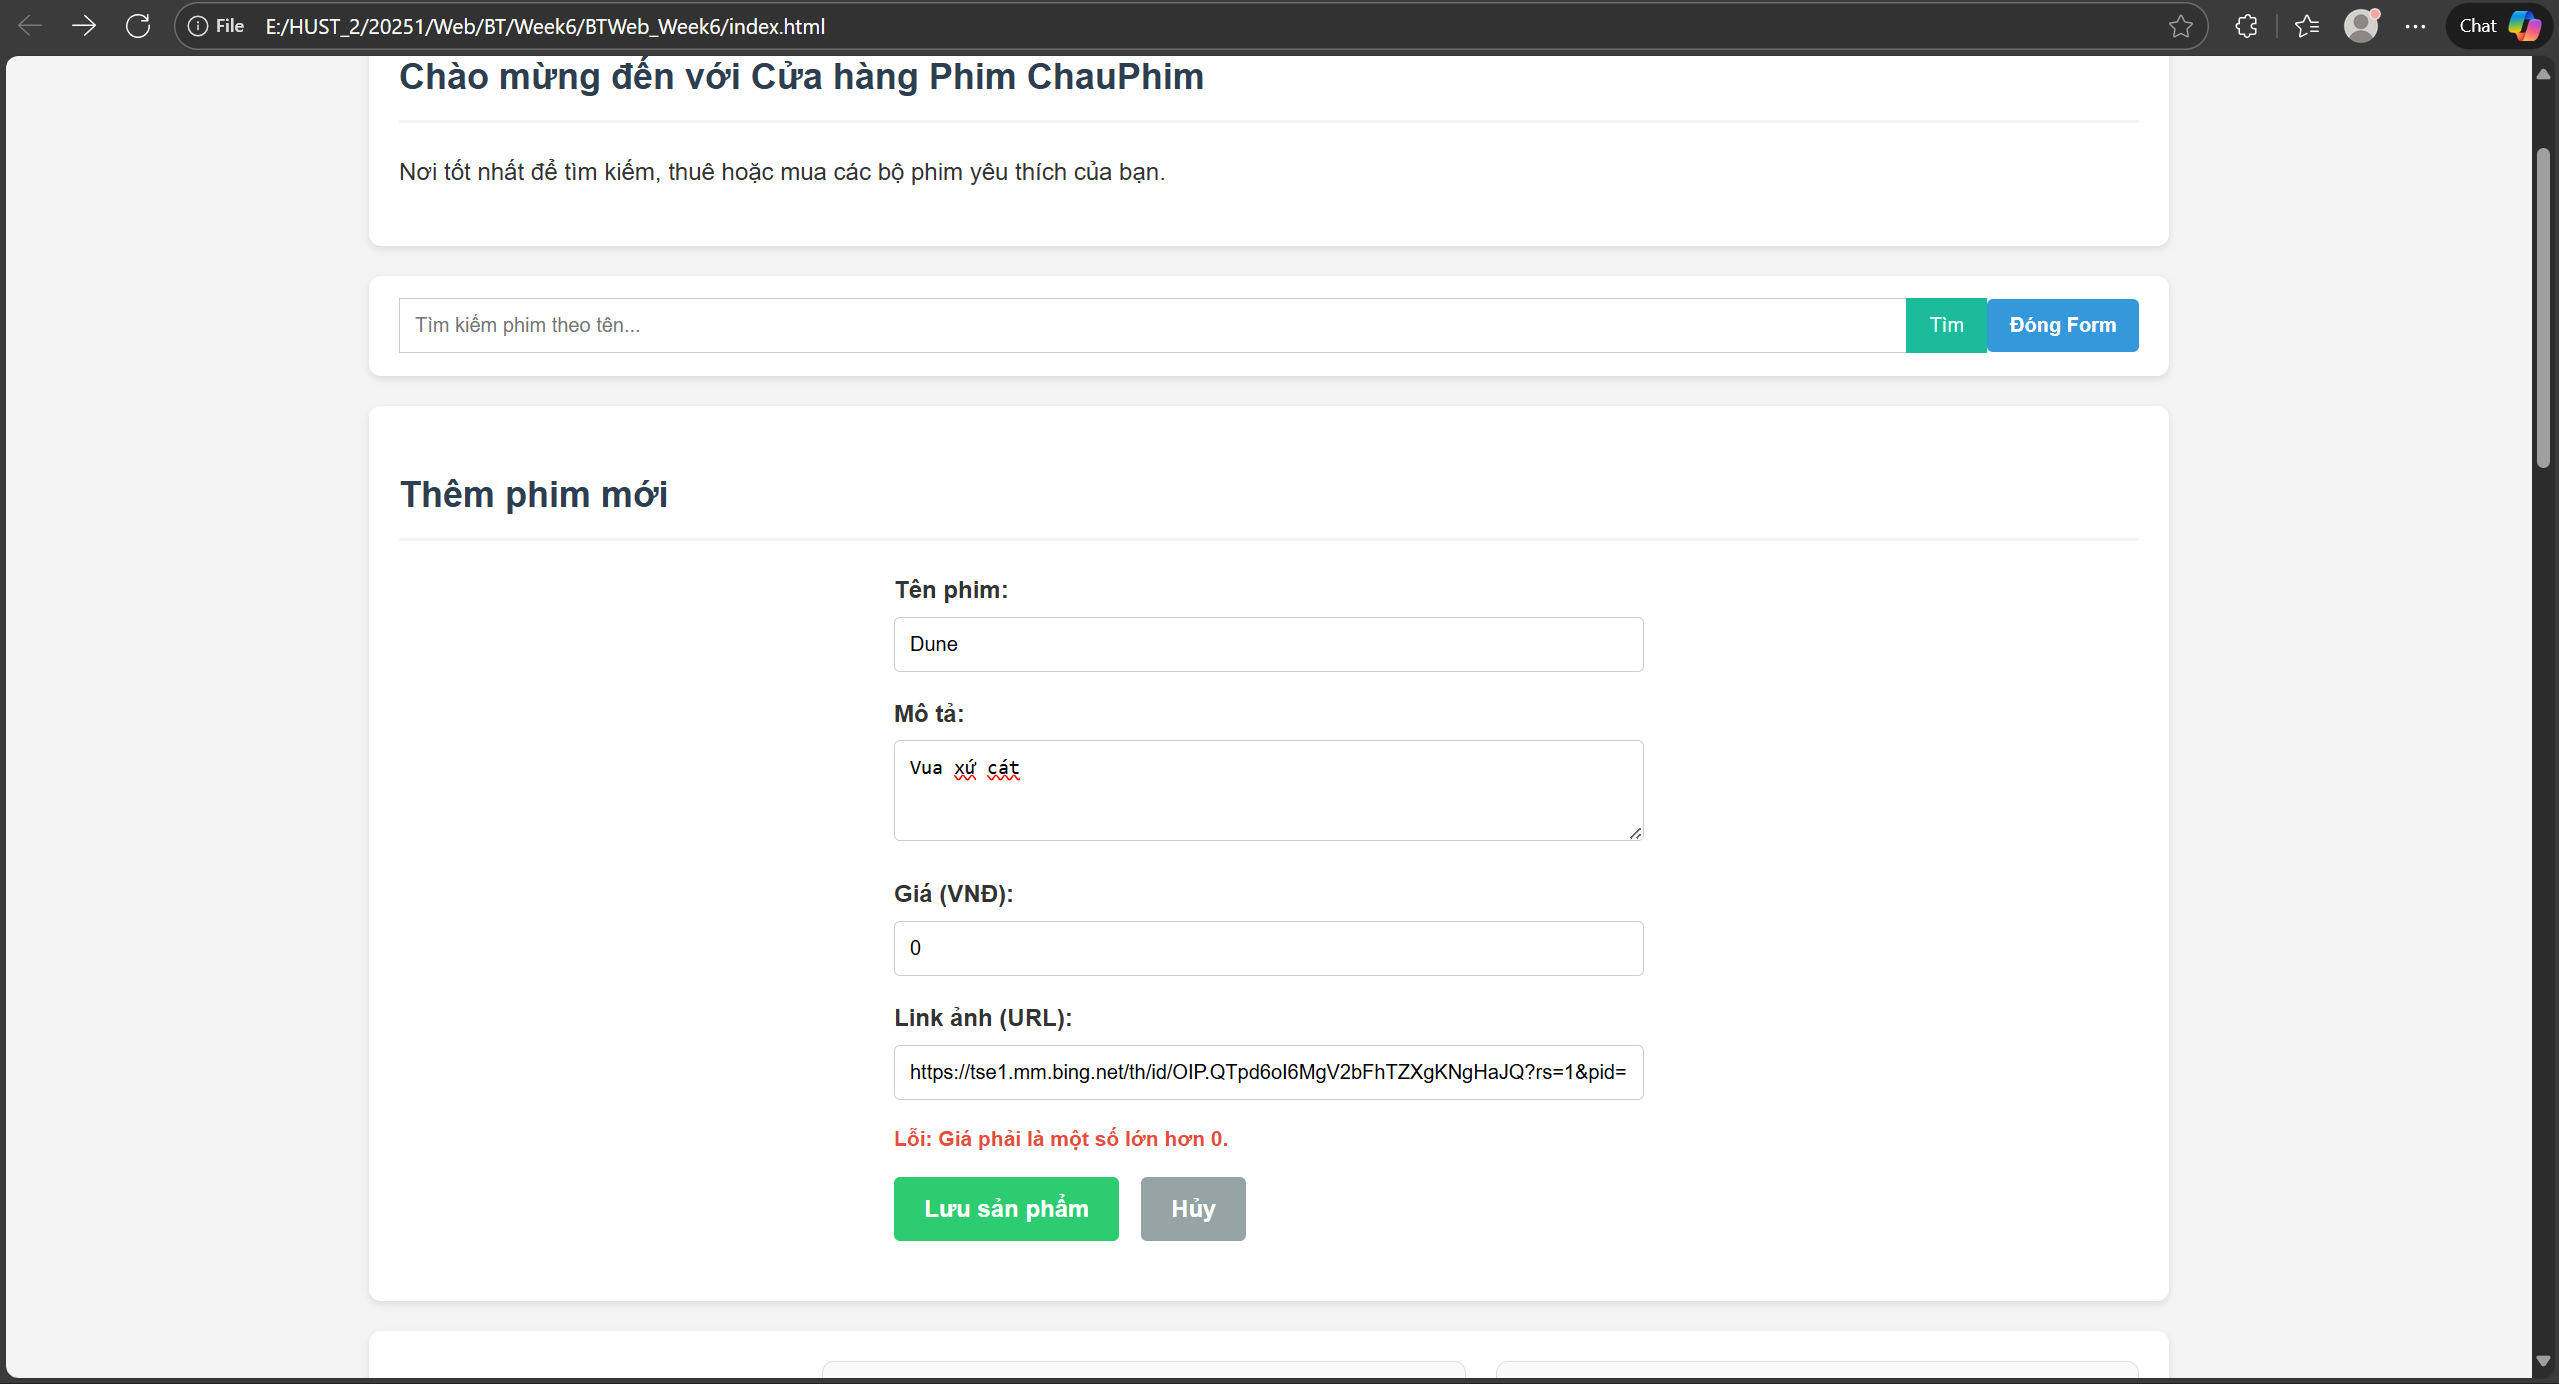 File E:/HUST_2/20251/Web/BT/Week6/BTWeb_Week6/index.html Chat
Chào mừng đến với Cửa hàng Phim ChauPhim
Nơi tốt nhất để tìm kiếm, thuê hoặc mua các bộ phim yêu thích của bạn.
Tìm kiếm phim theo tên... Tìm Đóng Form
Thêm phim mới
Tên phim:
Dune
Mô tả:
Vua xứ cát
Giá (VNĐ):
0
Link ảnh (URL):
https://tse1.mm.bing.net/th/id/OIP.QTpd6oI6MgV2bFhTZXgKNgHaJQ?rs=1&pid=
Lỗi: Giá phải là một số lớn hơn 0.
Lưu sản phẩm Hủy